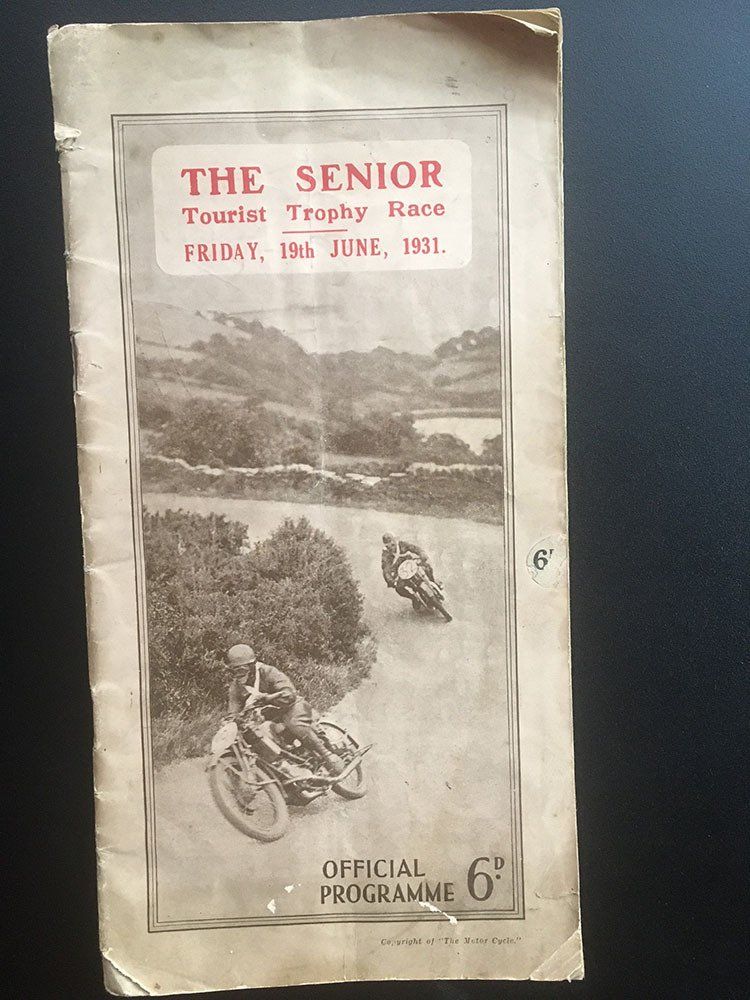 THE SENIOR
Tourist Trophy Race
FRIDAY, 19th JUNE, 1931.
6D
OFFICIAL
PROGRAMME 6D.
Copyright of "The Motor Cycle."